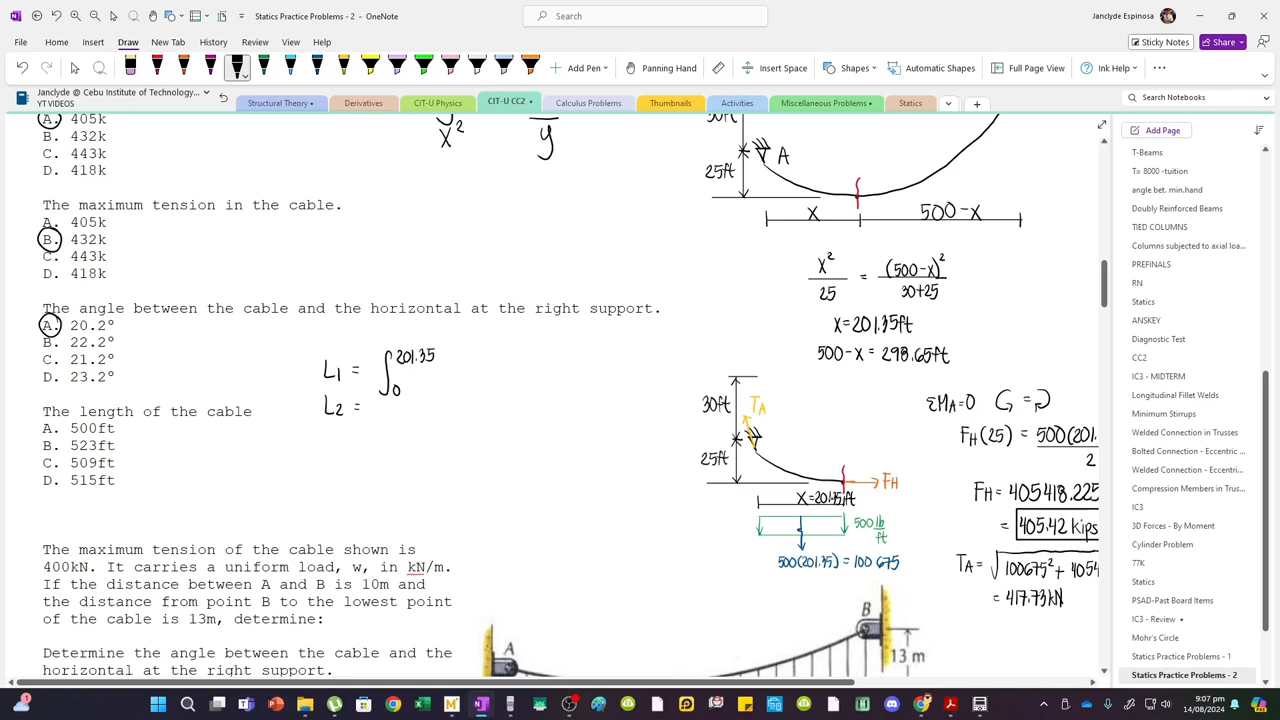 Statics Practice Problems - 2 - OneNote
Search
Janclyde Espinosa
File Home Insert Draw New Tab History Review View Help
Sticky Notes
Share
Add Pen
Panning Hand
Insert Space
Shapes
Automatic Shapes
Full Page View
Ink Help
Janclyde @ Cebu Institute of Technology...
YT VIDEOS
Structural Theory
Derivatives
CIT-U Physics
CIT-U CC2
Calculus Problems
Thumbnails
Activities
Miscellaneous Problems
Statics
Search Notebooks
A. 405k
B. 432k
C. 443k
D. 418k
The maximum tension in the cable.
A. 405k
B. 432k
C. 443k
D. 418k
The angle between the cable and the horizontal at the right support.
A. 20.2º
B. 22.2º
C. 21.2º
D. 23.2º
The length of the cable
A. 500ft
B. 523ft
C. 509ft
D. 515ft
The maximum tension of the cable shown is
400kN. It carries a uniform load, w, in kN/m.
If the distance between A and B is 10m and
the distance from point B to the lowest point
of the cable is 13m, determine:
Determine the angle between the cable and the
horizontal at the right support.
x²
y
L₁ = ∫₀ 201.35
L₂ =
A
25ft
x
500-x
x² / 25 = (500-x)² / 30+25
x=201.35ft
500-x = 298.65ft
30ft
TA
25ft
FH
x=201.35ft
500 lb/ft
500(201.35) = 100 675
ΣMA=0
FH(25) = 500(201.
2
FH = 405418.225
= 405.42 kips
TA = √100675² + 4054
= 417.73kN
A
B
13 m
Add Page
T-Beams
T= 8000 -tuition
angle bet. min.hand
Doubly Reinforced Beams
TIED COLUMNS
Columns subjected to axial loa...
PREFINALS
RN
Statics
ANSKEY
Diagnostic Test
CC2
IC3 - MIDTERM
Longitudinal Fillet Welds
Minimum Stirrups
Welded Connection in Trusses
Bolted Connection - Eccentric ...
Welded Connection - Eccentri...
Compression Members in Trus...
IC3
3D Forces - By Moment
Cylinder Problem
77K
Statics
PSAD-Past Board Items
IC3 - Review
Mohr's Circle
Statics Practice Problems - 1
Statics Practice Problems - 2
1
9:07 pm
14/08/2024